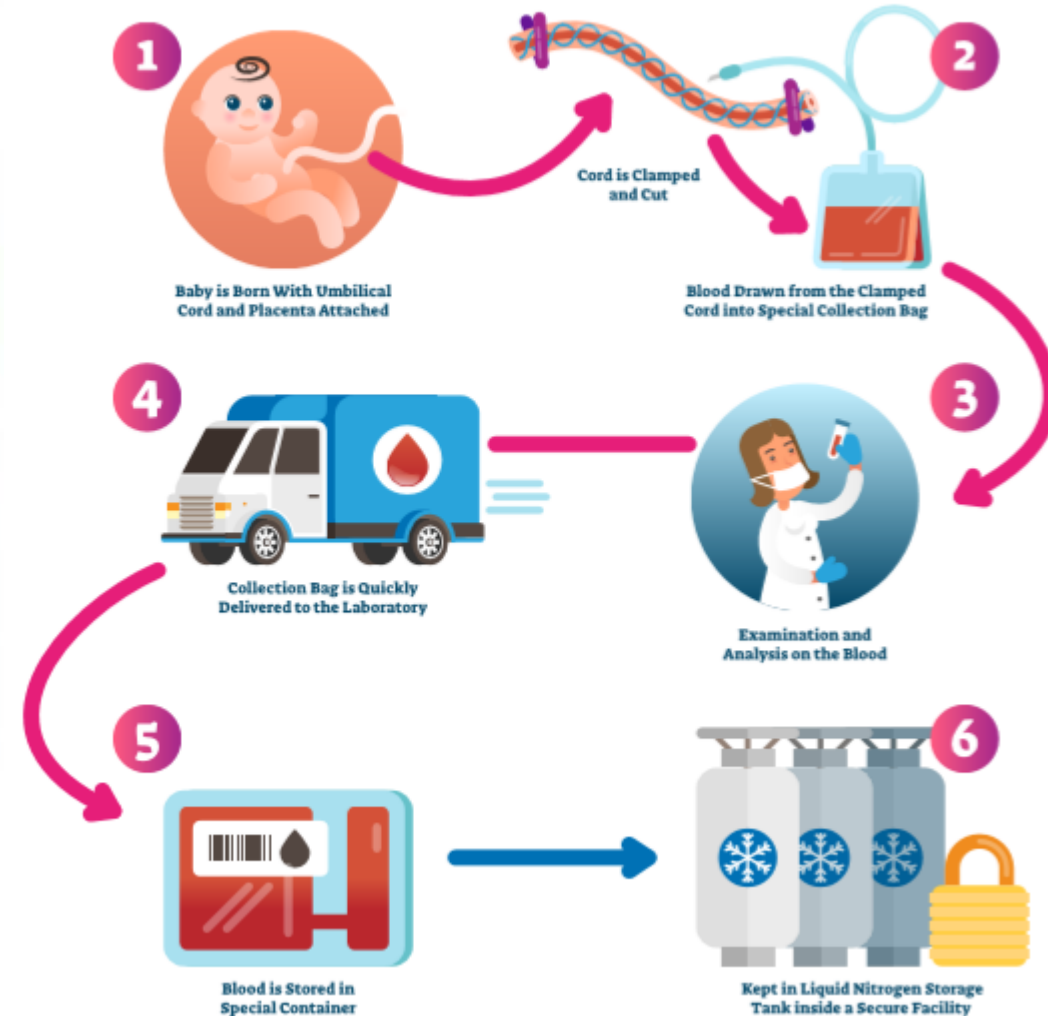 1
Baby is Born With Umbilical
Cord and Placenta Attached
Cord is Clamped
and Cut
2
Blood Drawn from the Clamped
Cord into Special Collection Bag
3
Examination and
Analysis on the Blood
4
Collection Bag is Quickly
Delivered to the Laboratory
5
Blood is Stored in
Special Container
6
Kept in Liquid Nitrogen Storage
Tank inside a Secure Facility